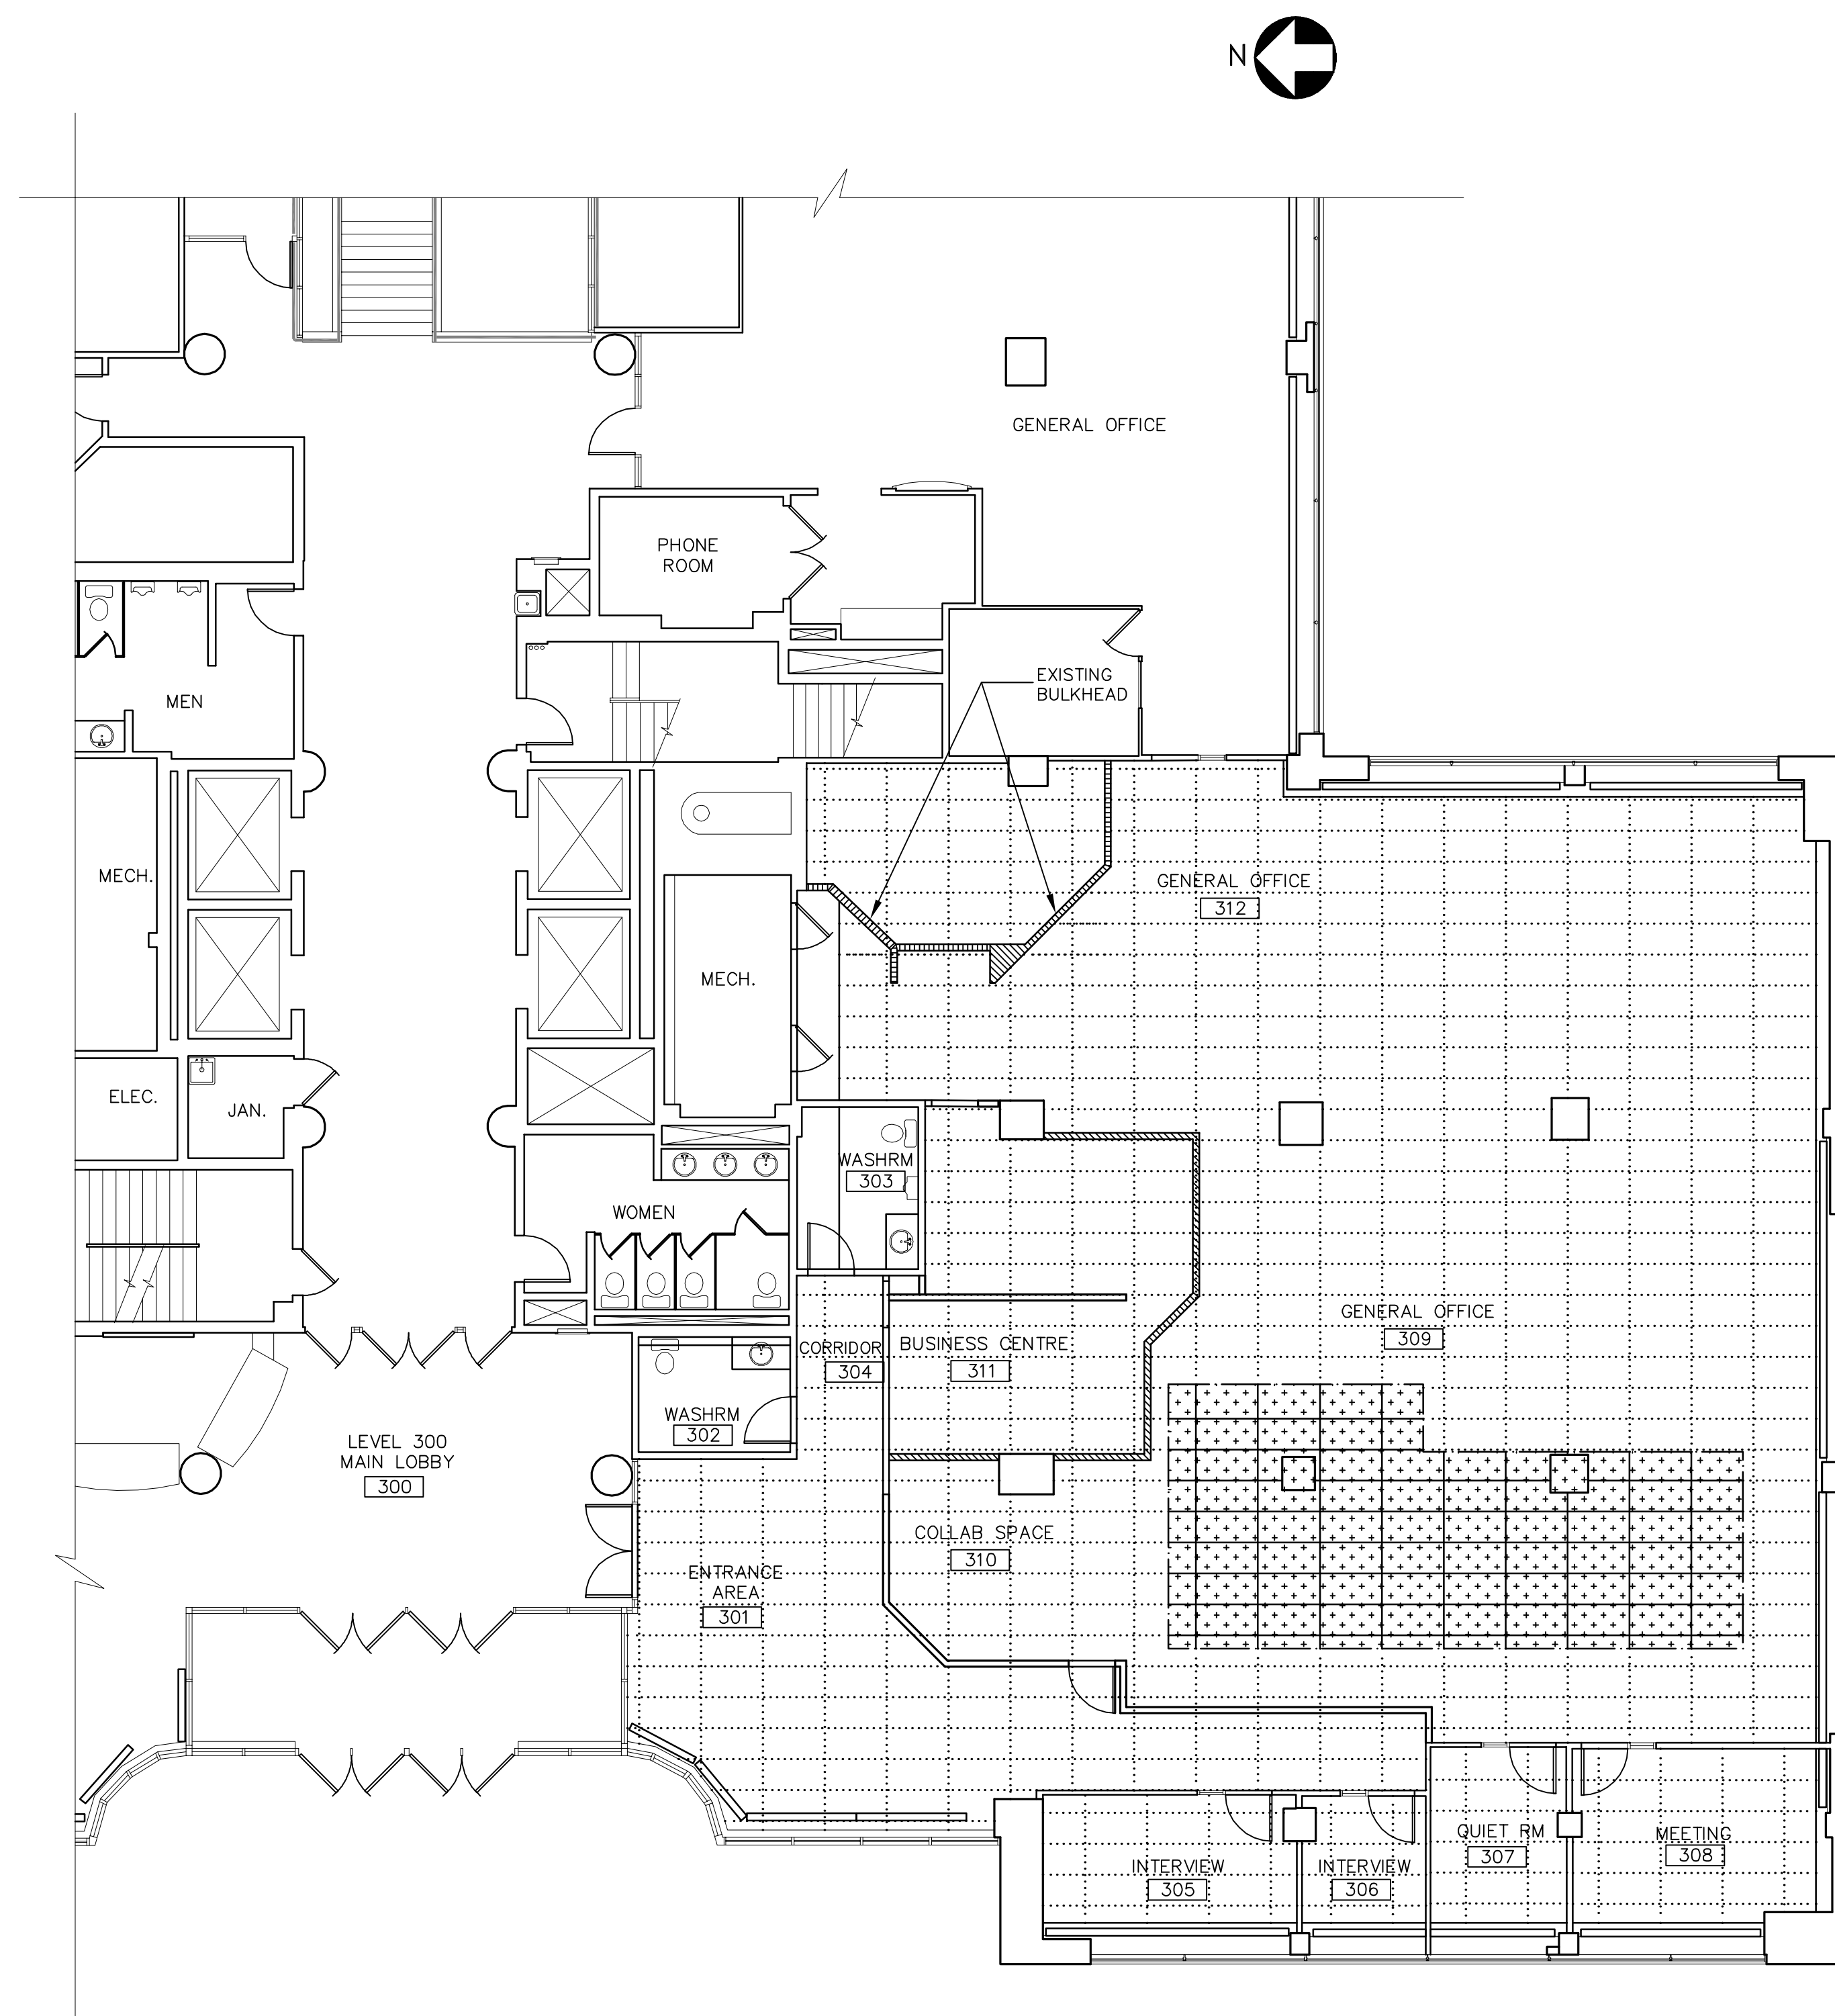 N
GENERAL OFFICE
PHONE
ROOM
EXISTING
BULKHEAD
MEN
MECH.
GENERAL OFFICE
312
MECH.
ELEC.
JAN.
WASHRM
303
WOMEN
GENERAL OFFICE
309
CORRIDOR
304
BUSINESS CENTRE
311
WASHRM
302
LEVEL 300
MAIN LOBBY
300
COLLAB SPACE
310
ENTRANCE
AREA
301
QUIET RM
307
MEETING
308
INTERVIEW
305
INTERVIEW
306